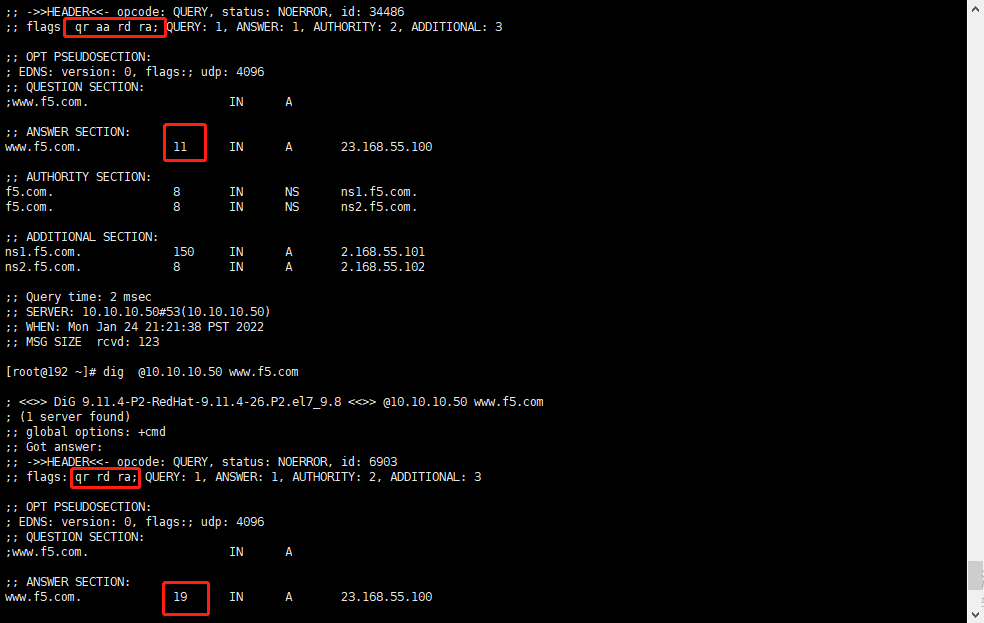 ;; ->>HEADER<<- opcode: QUERY, status: NOERROR, id: 34486
;; flags: qr aa rd ra; QUERY: 1, ANSWER: 1, AUTHORITY: 2, ADDITIONAL: 3
;; OPT PSEUDOSECTION:
; EDNS: version: 0, flags:; udp: 4096
;; QUESTION SECTION:
;www.f5.com. IN A
;; ANSWER SECTION:
www.f5.com. 11 IN A 23.168.55.100
;; AUTHORITY SECTION:
f5.com. 8 IN NS ns1.f5.com.
f5.com. 8 IN NS ns2.f5.com.
;; ADDITIONAL SECTION:
ns1.f5.com. 150 IN A 2.168.55.101
ns2.f5.com. 8 IN A 2.168.55.102
;; Query time: 2 msec
;; SERVER: 10.10.10.50#53(10.10.10.50)
;; WHEN: Mon Jan 24 21:21:38 PST 2022
;; MSG SIZE rcvd: 123
[root@192 ~]# dig @10.10.10.50 www.f5.com
; <<>> DiG 9.11.4-P2-RedHat-9.11.4-26.P2.el7_9.8 <<>> @10.10.10.50 www.f5.com
; (1 server found)
;; global options: +cmd
;; Got answer:
;; ->>HEADER<<- opcode: QUERY, status: NOERROR, id: 6903
;; flags: qr rd ra; QUERY: 1, ANSWER: 1, AUTHORITY: 2, ADDITIONAL: 3
;; OPT PSEUDOSECTION:
; EDNS: version: 0, flags:; udp: 4096
;; QUESTION SECTION:
;www.f5.com. IN A
;; ANSWER SECTION:
www.f5.com. 19 IN A 23.168.55.100